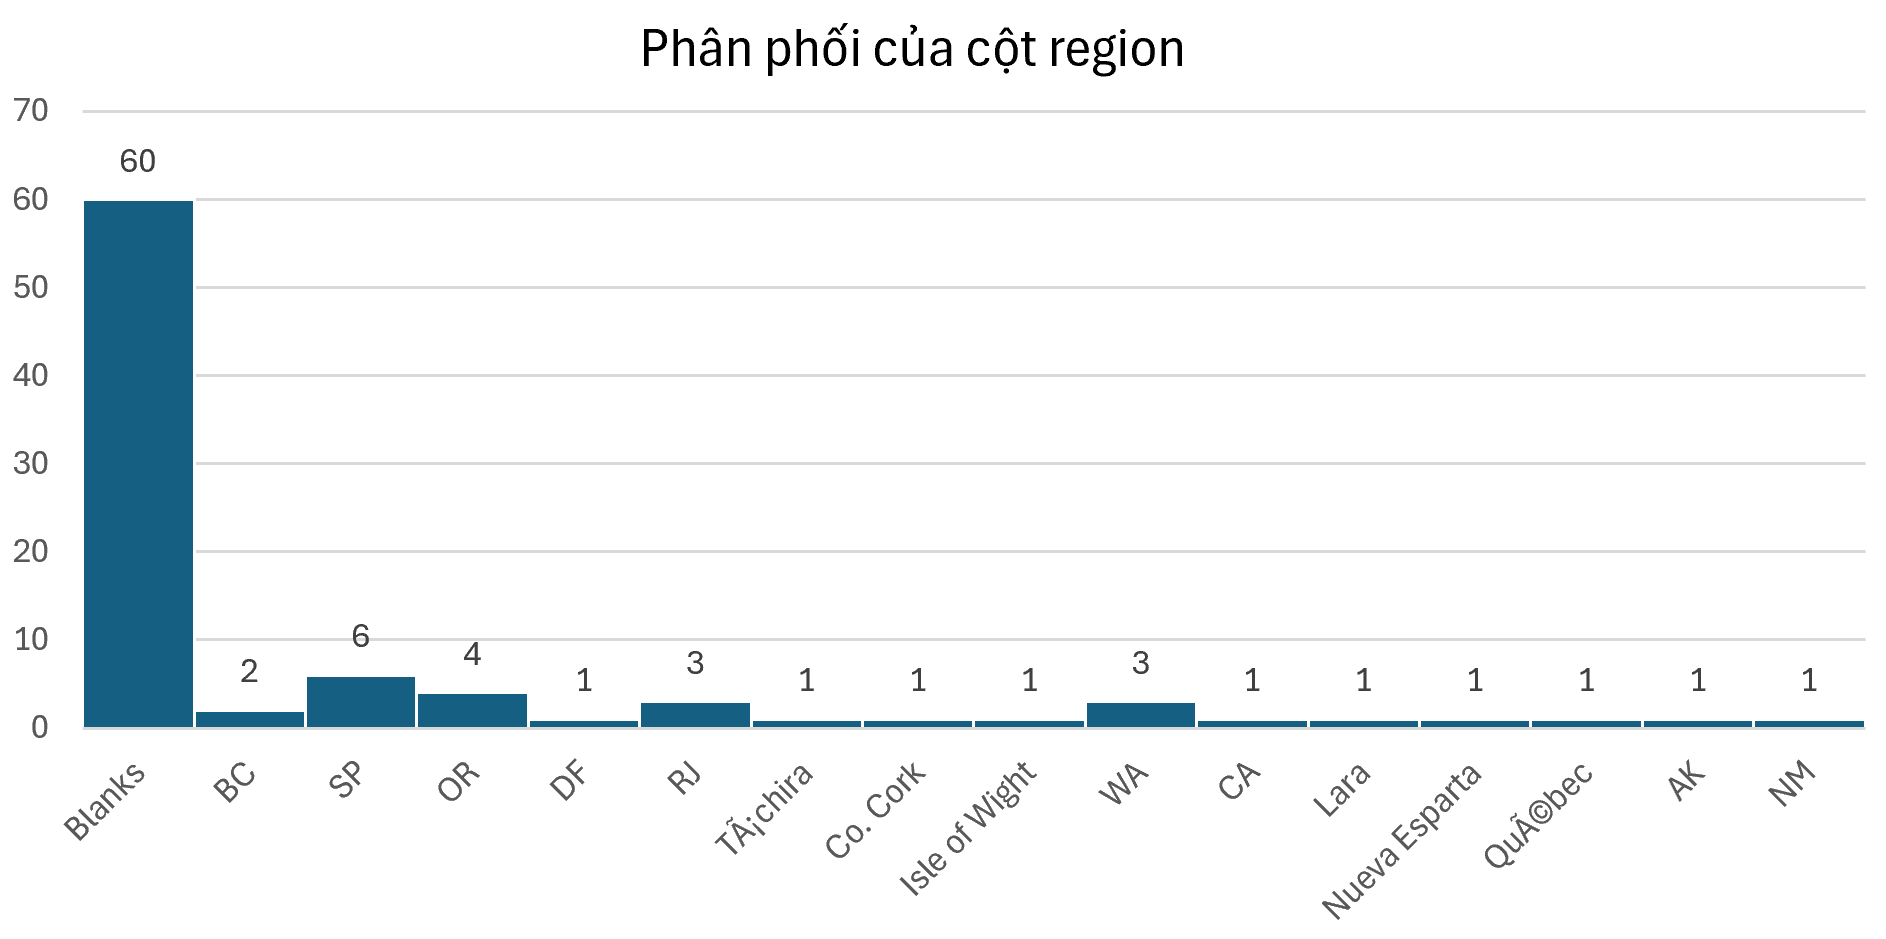 Phân phối của cột region
70
60
50
40
30
20
10
0
60
2
6
4
1
3
1
1
1
3
1
1
1
1
1
1
Blanks
BC
SP
OR
DF
RJ
TÃ¡chira
Co. Cork
Isle of Wight
WA
CA
Lara
Nueva Esparta
QuÃ©bec
AK
NM